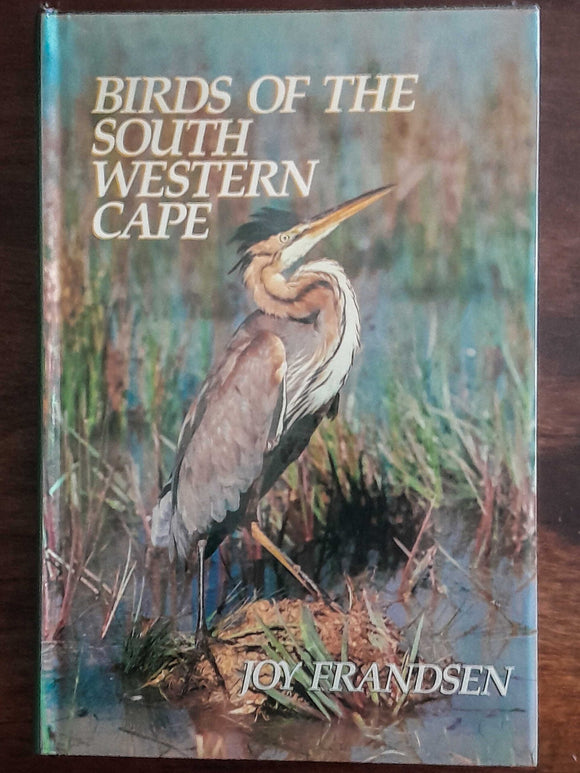 BIRDS OF THE
SOUTH
WESTERN
CAPE
JOY FRANDSEN